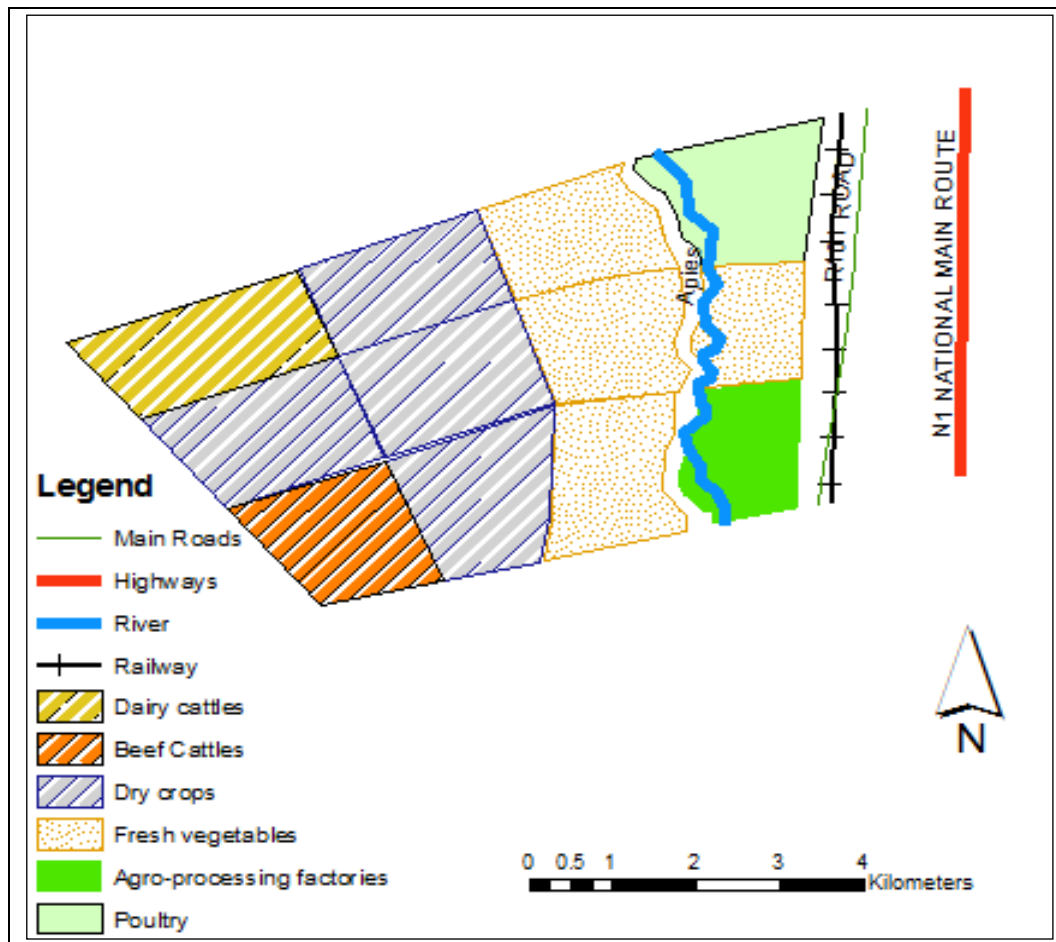 N1 NATIONAL MAIN ROUTE
ROAD
Apies
Legend
Main Roads
Highways
River
Railway
Dairy cattles
Beef Cattles
Dry crops
Fresh vegetables
Agro-processing factories
Poultry
0 0.5 1 2 3 4
Kilometers
N